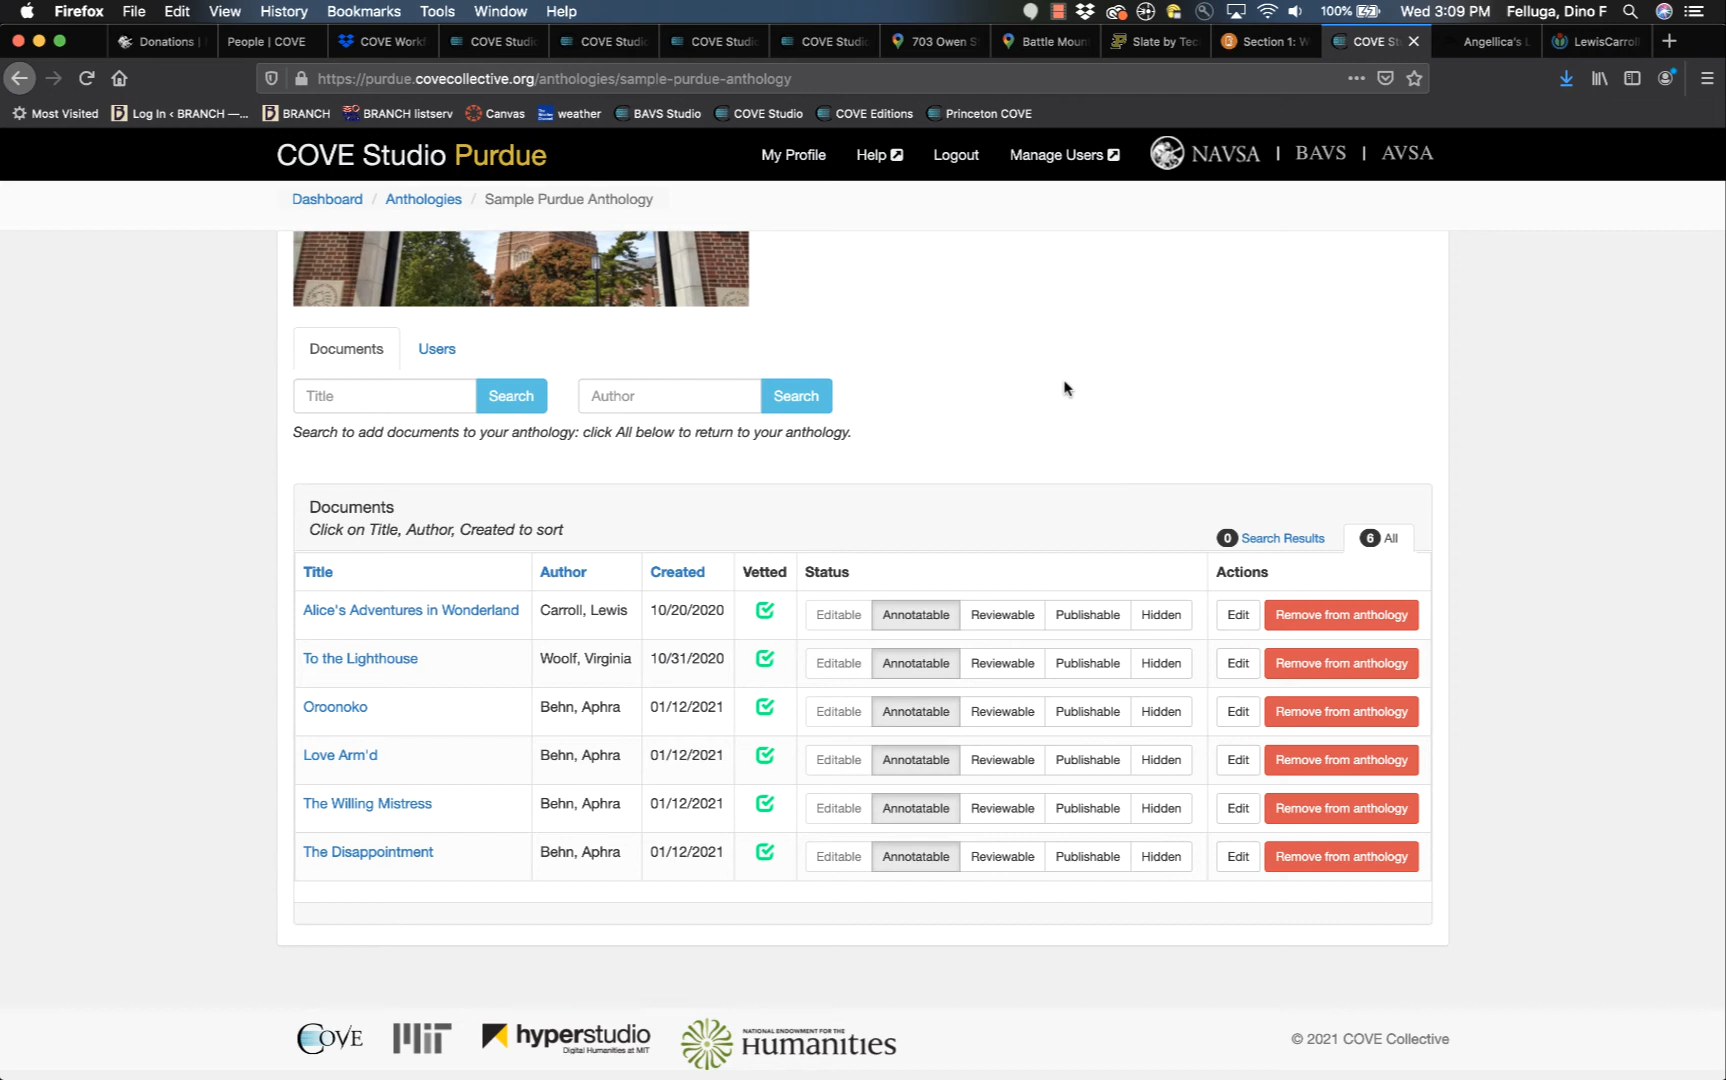 Firefox File Edit View History Bookmarks Tools Window Help 100% Wed 3:09 PM Felluga, Dino F
Donations | People | COVE COVE Workf COVE Studi COVE Studi COVE Studi COVE Studi 703 Owen S Battle Moun Slate by Tec Section 1: W COVE St Angellica's L LewisCarroll
https://purdue.covecollective.org/anthologies/sample-purdue-anthology
Most Visited Log In ‹ BRANCH —... BRANCH BRANCH listserv Canvas weather BAVS Studio COVE Studio COVE Editions Princeton COVE
COVE Studio Purdue My Profile Help Logout Manage Users NAVSA | BAVS | AVSA
Dashboard / Anthologies / Sample Purdue Anthology
Documents Users
Title Search Author Search
Search to add documents to your anthology: click All below to return to your anthology.
Documents
Click on Title, Author, Created to sort
0 Search Results 6 All
Title Author Created Vetted Status Actions
Alice's Adventures in Wonderland Carroll, Lewis 10/20/2020 Editable Annotatable Reviewable Publishable Hidden Edit Remove from anthology
To the Lighthouse Woolf, Virginia 10/31/2020 Editable Annotatable Reviewable Publishable Hidden Edit Remove from anthology
Oroonoko Behn, Aphra 01/12/2021 Editable Annotatable Reviewable Publishable Hidden Edit Remove from anthology
Love Arm'd Behn, Aphra 01/12/2021 Editable Annotatable Reviewable Publishable Hidden Edit Remove from anthology
The Willing Mistress Behn, Aphra 01/12/2021 Editable Annotatable Reviewable Publishable Hidden Edit Remove from anthology
The Disappointment Behn, Aphra 01/12/2021 Editable Annotatable Reviewable Publishable Hidden Edit Remove from anthology
COVE MIT hyperstudio NATIONAL ENDOWMENT FOR THE
Digital Humanities at MIT HUMANITIES
© 2021 COVE Collective